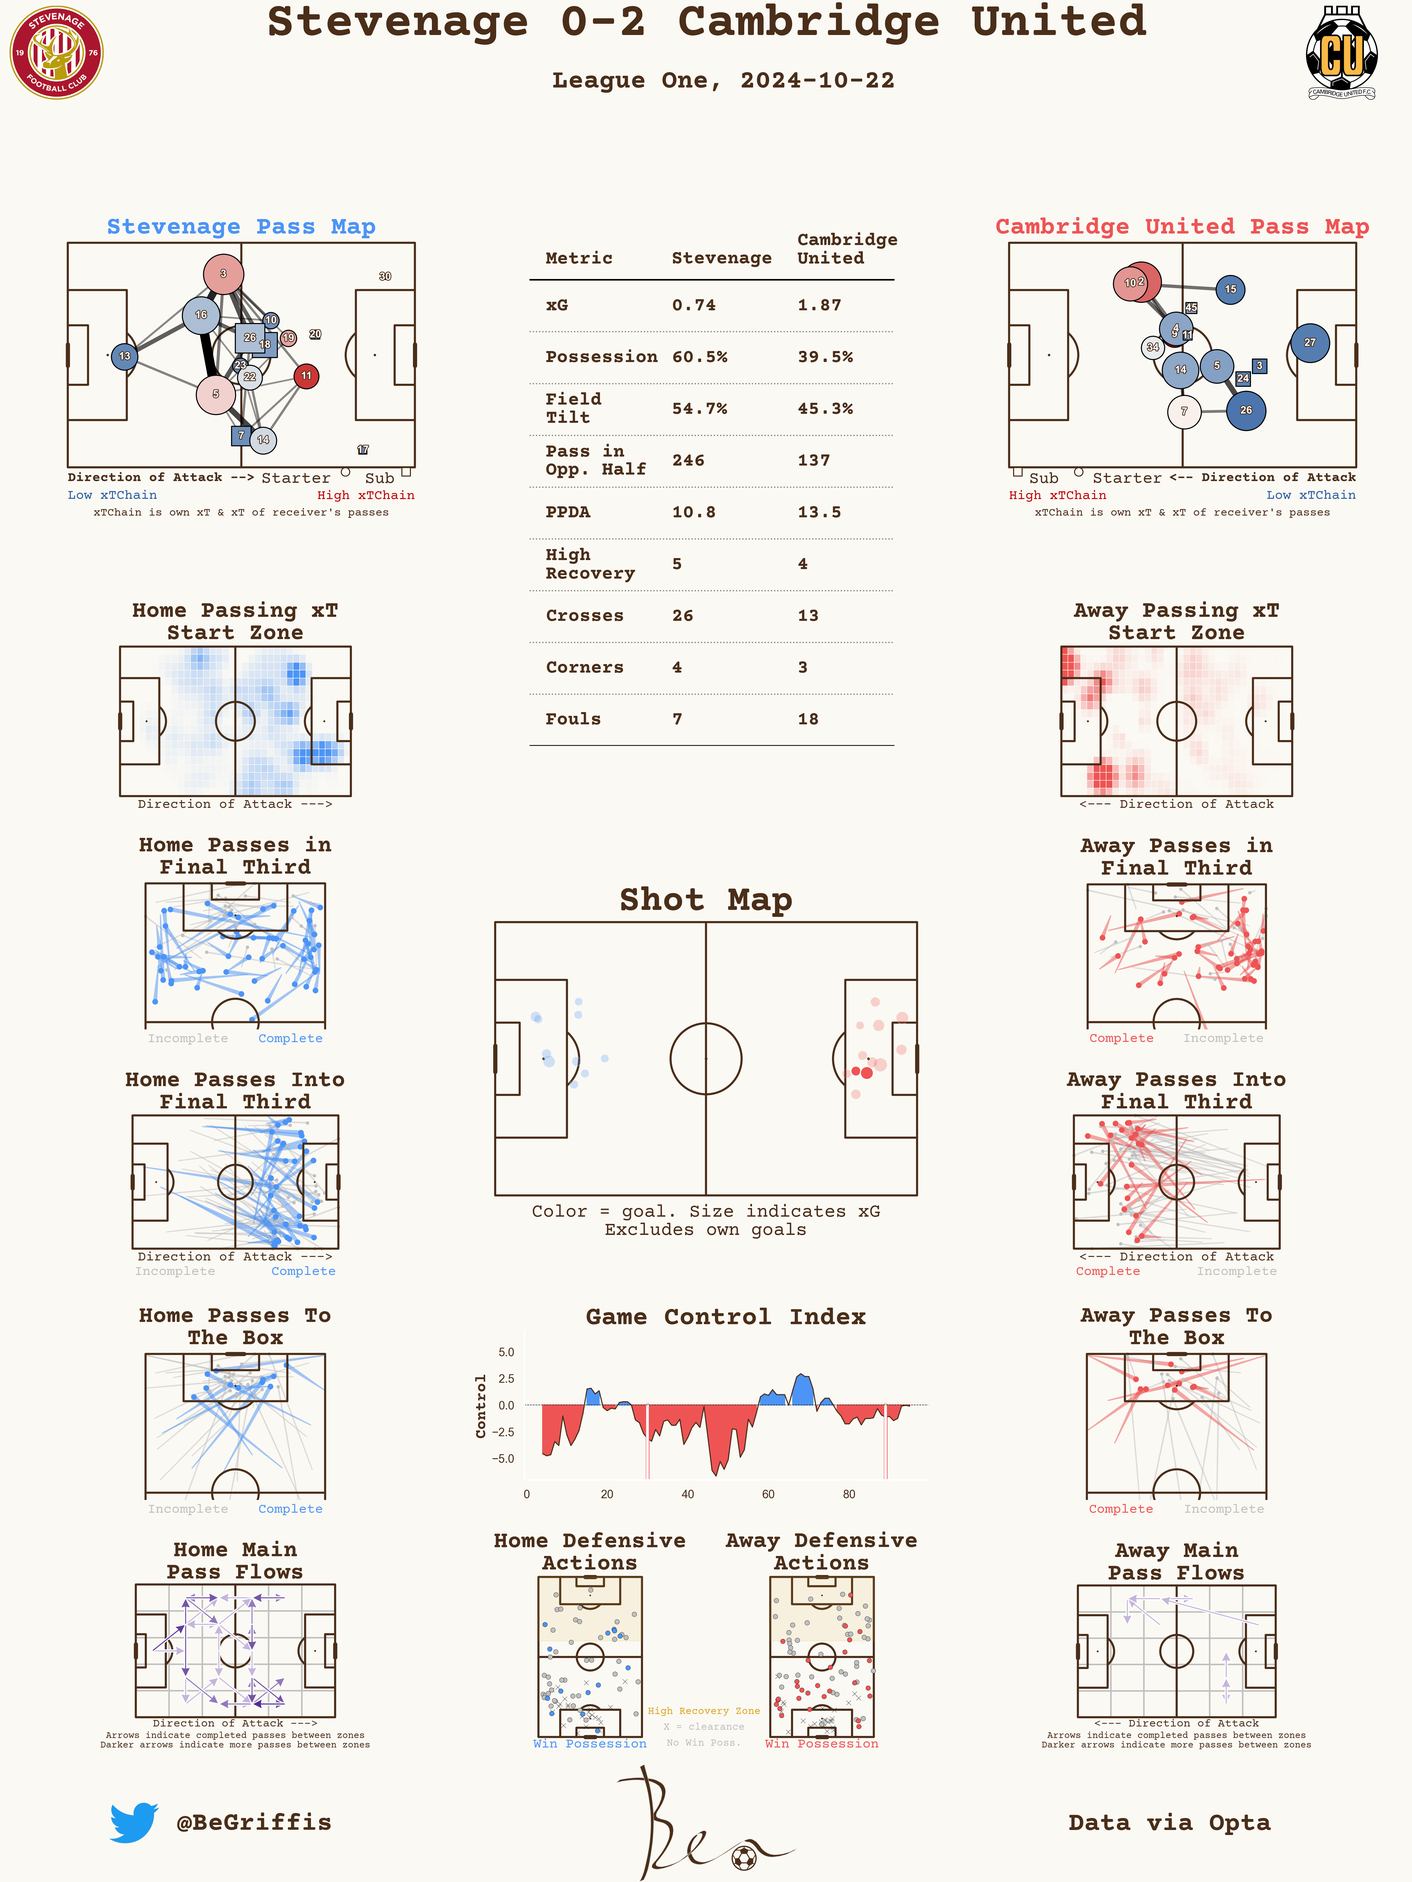 Stevenage 0-2 Cambridge United
League One, 2024-10-22
STEVENAGE
19 76
FOOTBALL CLUB
CU
CAMBRIDGE UNITED F.C.
Stevenage Pass Map
3
30
16
10
20
26
19
18
13
23
22
11
5
7
14
17
Direction of Attack --> Starter Sub
Low xTChain High xTChain
xTChain is own xT & xT of receiver's passes
Metric Stevenage Cambridge United
xG 0.74 1.87
Possession 60.5% 39.5%
Field Tilt 54.7% 45.3%
Pass in Opp. Half 246 137
PPDA 10.8 13.5
High Recovery 5 4
Crosses 26 13
Corners 4 3
Fouls 7 18
Cambridge United Pass Map
10
2
15
45
4
9
11
34
27
14
5
3
24
7
26
Sub Starter <-- Direction of Attack
High xTChain Low xTChain
xTChain is own xT & xT of receiver's passes
Home Passing xT
Start Zone
Direction of Attack --->
Away Passing xT
Start Zone
<--- Direction of Attack
Home Passes in
Final Third
Incomplete Complete
Away Passes in
Final Third
Complete Incomplete
Shot Map
Color = goal. Size indicates xG
Excludes own goals
Home Passes Into
Final Third
Direction of Attack --->
Incomplete Complete
Away Passes Into
Final Third
<--- Direction of Attack
Complete Incomplete
Home Passes To
The Box
Incomplete Complete
Game Control Index
Control
5.0
2.5
0.0
−2.5
−5.0
0 20 40 60 80
Away Passes To
The Box
Complete Incomplete
Home Main
Pass Flows
Direction of Attack --->
Arrows indicate completed passes between zones
Darker arrows indicate more passes between zones
Home Defensive
Actions
Win Possession
High Recovery Zone
X = clearance
No Win Poss.
Away Defensive
Actions
Win Possession
Away Main
Pass Flows
<--- Direction of Attack
Arrows indicate completed passes between zones
Darker arrows indicate more passes between zones
@BeGriffis
Ben
Data via Opta